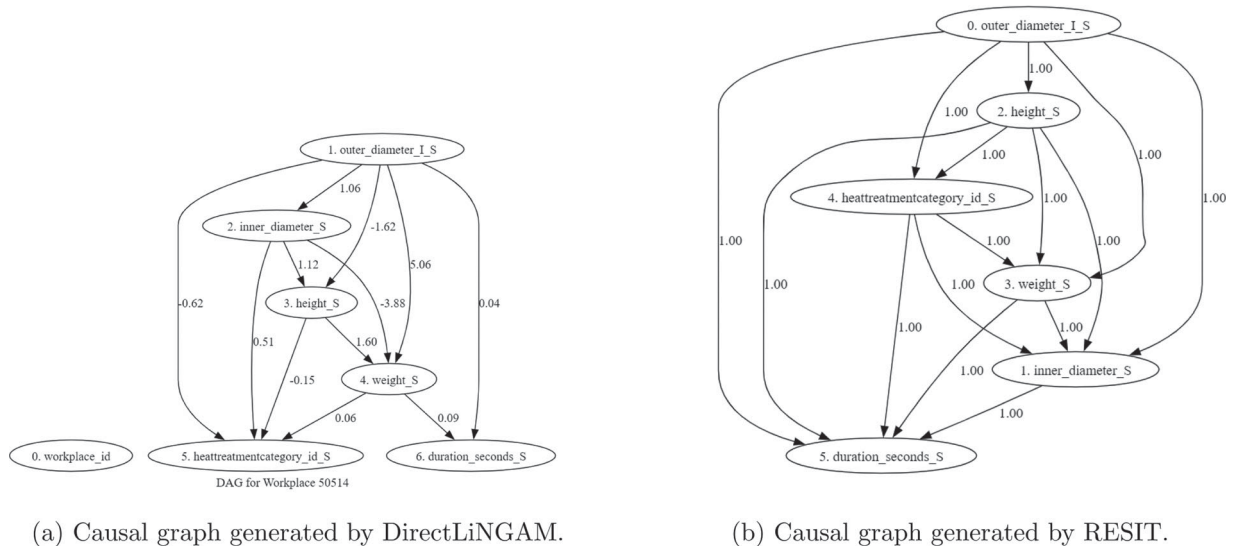 1. outer_diameter_I_S
1.06
2. inner_diameter_S
-1.62
1.12
5.06
3. height_S
-0.62
-3.88
0.04
0.51
1.60
-0.15
4. weight_S
0.06
0.09
0. workplace_id
5. heattreatmentcategory_id_S
6. duration_seconds_S
DAG for Workplace 50514
(a) Causal graph generated by DirectLiNGAM.
0. outer_diameter_I_S
1.00
2. height_S
1.00
1.00
1.00
4. heattreatmentcategory_id_S
1.00
1.00
1.00
1.00
3. weight_S
1.00
1.00
1.00
1.00
1. inner_diameter_S
1.00
1.00
5. duration_seconds_S
(b) Causal graph generated by RESIT.